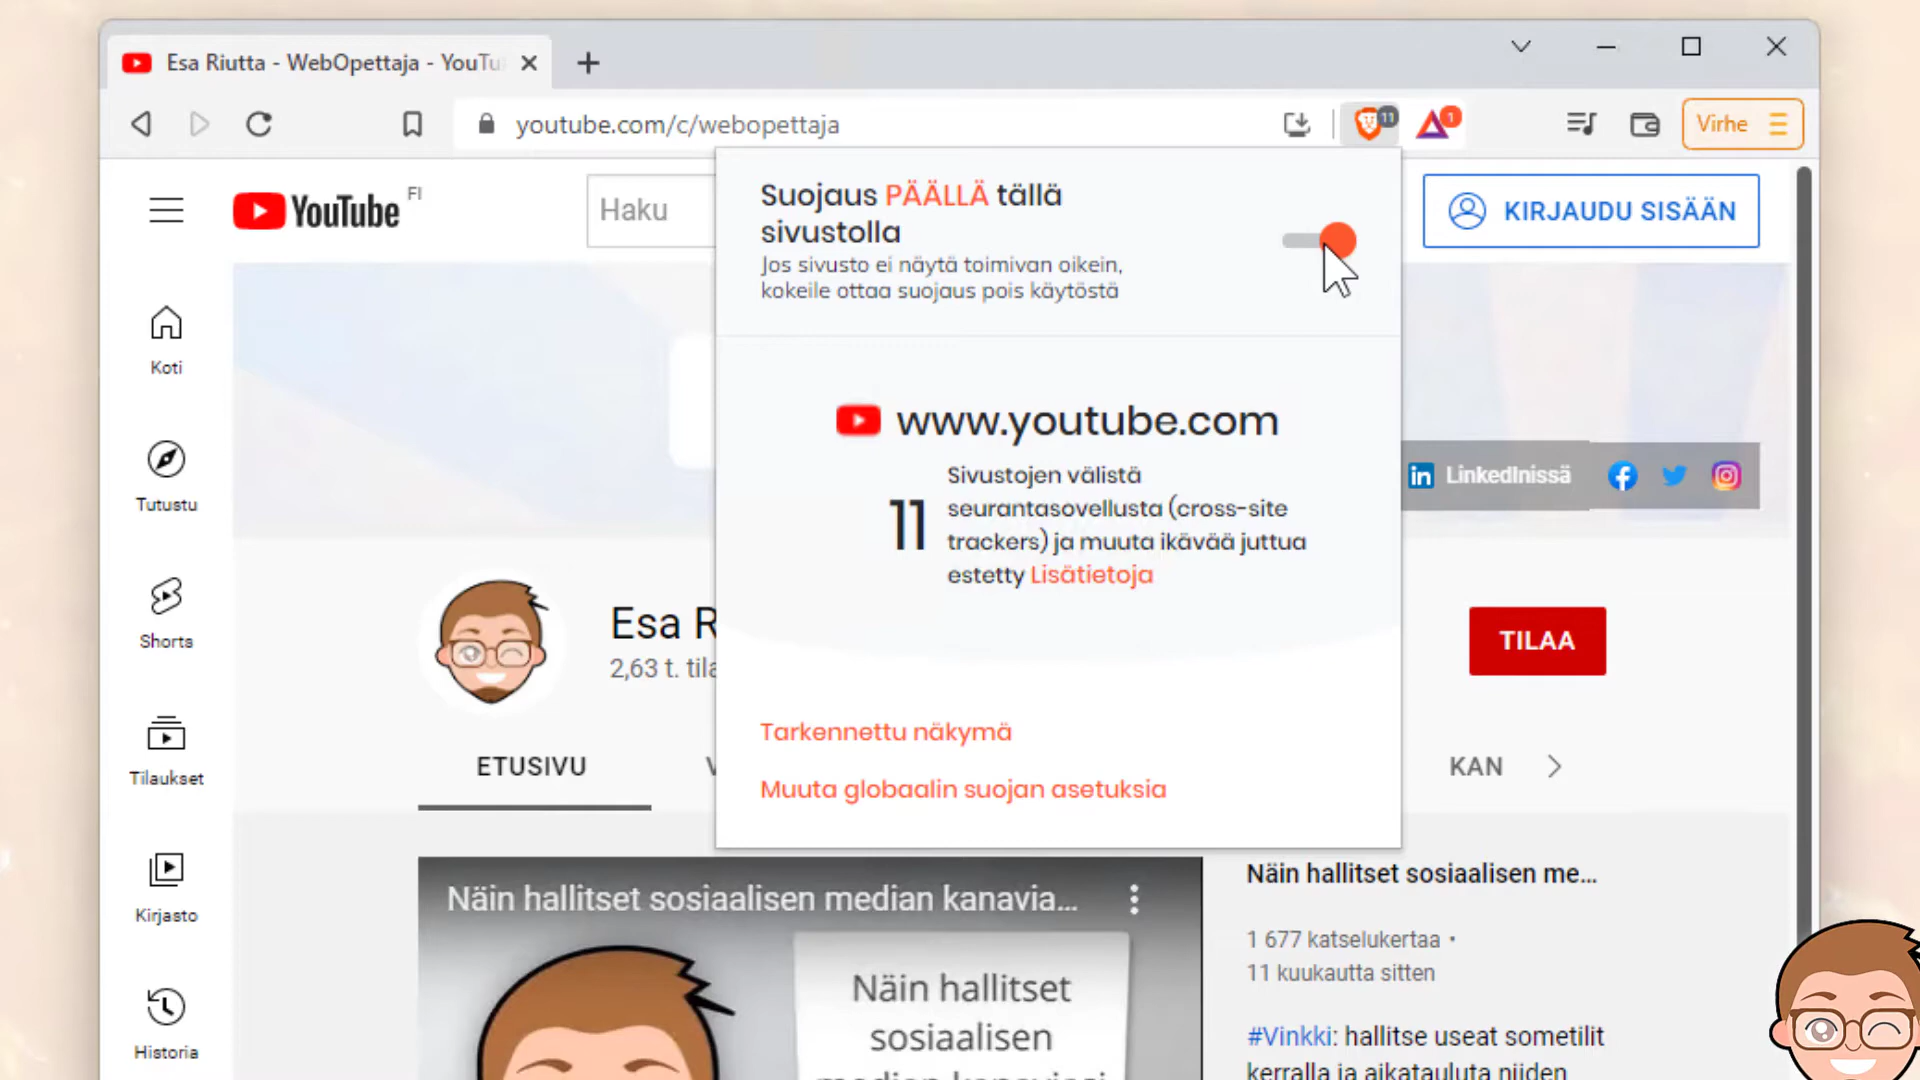 Esa Riutta - WebOpettaja - YouTu
youtube.com/c/webopettaja
11
1
Virhe
YouTube FI
Haku
KIRJAUDU SISÄÄN
Suojaus PÄÄLLÄ tällä
sivustolla
Jos sivusto ei näytä toimivan oikein,
kokeile ottaa suojaus pois käytöstä
www.youtube.com
11
Sivustojen välistä
seurantasovellusta (cross-site
trackers) ja muuta ikävää juttua
estetty Lisätietoja
Tarkennettu näkymä
Muuta globaalin suojan asetuksia
Koti
Tutustu
Shorts
Tilaukset
Kirjasto
Historia
in LinkedInissä
Esa R
2,63 t. tila
TILAA
ETUSIVU
V
KAN
Näin hallitset sosiaalisen median kanavia...
Näin hallitset
sosiaalisen
Näin hallitset sosiaalisen me...
1 677 katselukertaa •
11 kuukautta sitten
#Vinkki: hallitse useat sometilit
kerralla ja aikatauluta niiden